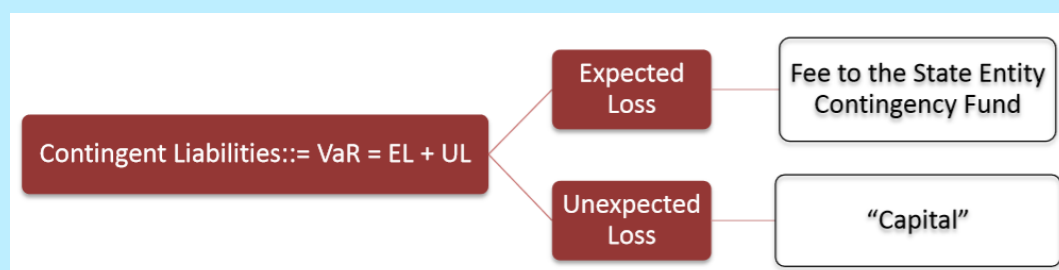 Contingent Liabilities::= VaR = EL + UL
Expected
Loss
Fee to the State Entity
Contingency Fund
Unexpected
Loss
“Capital”